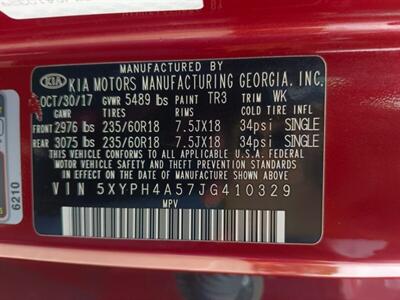 MANUFACTURED BY
KIA KIA MOTORS MANUFACTURING GEORGIA, INC.
OCT/30/17 GVWR 5489 lbs PAINT TR3 TRIM WK
GAWR TIRES RIMS COLD TIRE INFL
FRONT 2976 lbs 235/60R18 7.5JX18 34psi SINGLE
REAR 3075 lbs 235/60R18 7.5JX18 34psi SINGLE
THIS VEHICLE CONFORMS TO ALL APPLICABLE U.S.A. FEDERAL
MOTOR VEHICLE SAFETY AND THEFT PREVENTION STANDARDS
IN EFFECT ON THE DATE OF MANUFACTURE SHOWN ABOVE.
VIN 5XYPH4A57JG410329
MPV
6210